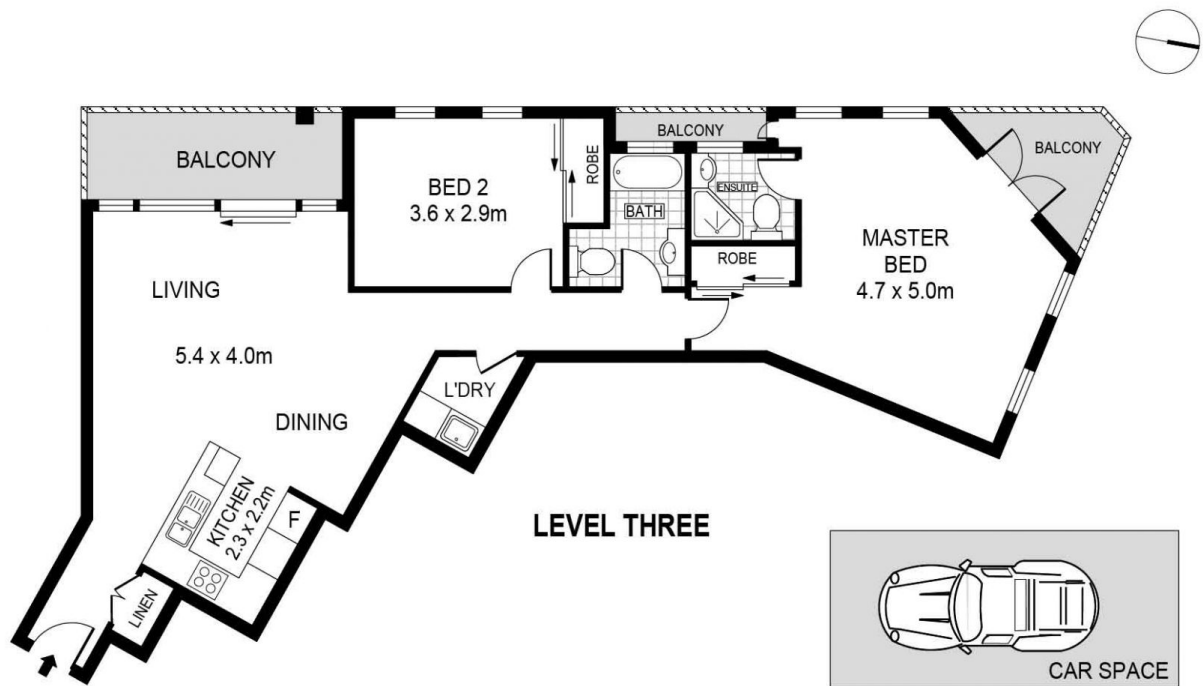 BALCONY
BED 2
3.6 x 2.9m
ROBE
BALCONY
BATH
ENSUITE
ROBE
MASTER
BED
4.7 x 5.0m
BALCONY
LIVING
5.4 x 4.0m
DINING
L'DRY
KITCHEN
2.3 x 2.2m
F
LINEN
LEVEL THREE
CAR SPACE